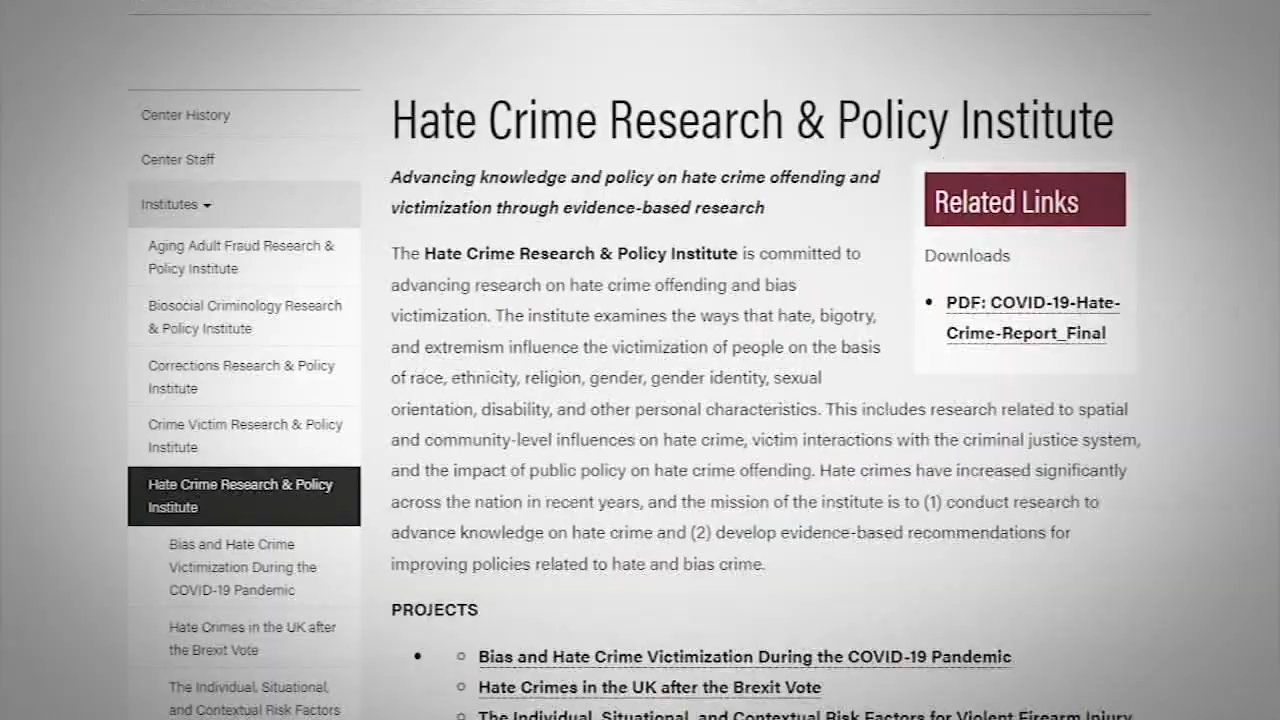 Center History
Center Staff
Institutes
Aging Adult Fraud Research &
Policy Institute
Biosocial Criminology Research
& Policy Institute
Corrections Research & Policy
Institute
Crime Victim Research & Policy
Institute
Hate Crime Research & Policy
Institute
Bias and Hate Crime
Victimization During the
COVID-19 Pandemic
Hate Crimes in the UK after
the Brexit Vote
The Individual, Situational,
and Contextual Risk Factors
Hate Crime Research & Policy Institute
Advancing knowledge and policy on hate crime offending and
victimization through evidence-based research
The Hate Crime Research & Policy Institute is committed to
advancing research on hate crime offending and bias
victimization. The institute examines the ways that hate, bigotry,
and extremism influence the victimization of people on the basis
of race, ethnicity, religion, gender, gender identity, sexual
orientation, disability, and other personal characteristics. This includes research related to spatial
and community-level influences on hate crime, victim interactions with the criminal justice system,
and the impact of public policy on hate crime offending. Hate crimes have increased significantly
across the nation in recent years, and the mission of the institute is to (1) conduct research to
advance knowledge on hate crime and (2) develop evidence-based recommendations for
improving policies related to hate and bias crime.
PROJECTS
Bias and Hate Crime Victimization During the COVID-19 Pandemic
Hate Crimes in the UK after the Brexit Vote
The Individual, Situational, and Contextual Risk Factors for Violent Firearm Injury
Related Links
Downloads
PDF: COVID-19-Hate-
Crime-Report_Final